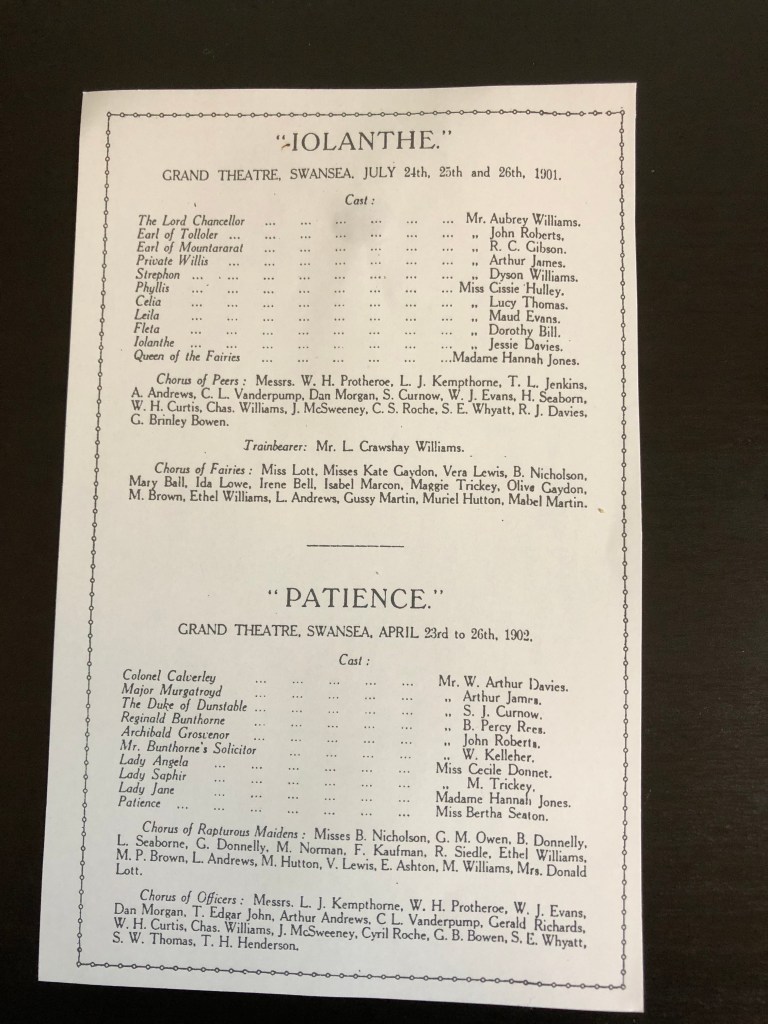 "IOLANTHE."
GRAND THEATRE, SWANSEA, JULY 24th, 25th and 26th, 1901.
Cast :
The Lord Chancellor ... ... ... ... ... ... Mr. Aubrey Williams.
Earl of Tolloller ... ... ... ... ... ... ... „ John Roberts.
Earl of Mountararat ... ... ... ... ... ... „ R. C. Gibson.
Private Willis ... ... ... ... ... ... ... „ Arthur James.
Strephon ... ... ... ... ... ... ... ... „ Dyson Williams.
Phyllis ... ... ... ... ... ... ... ... Miss Cissie Hulley.
Celia ... ... ... ... ... ... ... ... „ Lucy Thomas.
Leila ... ... ... ... ... ... ... ... „ Maud Evans.
Fleta ... ... ... ... ... ... ... ... „ Dorothy Bill.
Iolanthe ... ... ... ... ... ... ... ... „ Jessie Davies.
Queen of the Fairies ... ... ... ... ... ...Madame Hannah Jones.
Chorus of Peers : Messrs. W. H. Protheroe, L. J. Kempthorne, T. L. Jenkins,
A. Andrews, C. L. Vanderpump, Dan Morgan, S. Curnow, W. J. Evans, H. Seaborn,
W. H. Curtis, Chas. Williams, J. McSweeney, C. S. Roche, S. E. Whyatt, R. J. Davies,
G. Brinley Bowen.
Trainbearer: Mr. L. Crawshay Williams.
Chorus of Fairies : Miss Lott, Misses Kate Gaydon, Vera Lewis, B. Nicholson,
Mary Ball, Ida Lowe, Irene Bell, Isabel Marcon, Maggie Trickey, Olive Gaydon,
M. Brown, Ethel Williams, L. Andrews, Gussy Martin, Muriel Hutton, Mabel Martin.
"PATIENCE."
GRAND THEATRE, SWANSEA, APRIL 23rd to 26th, 1902.
Cast :
Colonel Calverley ... ... ... ... ... Mr. W. Arthur Davies.
Major Murgatroyd ... ... ... ... ... „ Arthur James.
The Duke of Dunstable ... ... ... ... ... „ S. J. Curnow.
Reginald Bunthorne ... ... ... ... ... „ B. Percy Rees.
Archibald Grosvenor ... ... ... ... ... „ John Roberts.
Mr. Bunthorne's Solicitor ... ... ... ... „ W. Kelleher.
Lady Angela ... ... ... ... ... ... Miss Cecile Donnet.
Lady Saphir ... ... ... ... ... ... „ M. Trickey.
Lady Jane ... ... ... ... ... ... Madame Hannah Jones.
Patience ... ... ... ... ... ... ... Miss Bertha Seaton.
Chorus of Rapturous Maidens : Misses B. Nicholson, G. M. Owen, B. Donnelly,
L. Seaborne, G. Donnelly, M. Norman, F. Kaufman, R. Siedle, Ethel Williams,
M. P. Brown, L. Andrews, M. Hutton, V. Lewis, E. Ashton, M. Williams, Mrs. Donald
Lott.
Chorus of Officers : Messrs. L. J. Kempthorne, W. H. Protheroe, W. J. Evans,
Dan Morgan, T. Edgar John, Arthur Andrews, C L. Vanderpump, Gerald Richards,
W. H. Curtis, Chas. Williams, J. McSweeney, Cyril Roche, G. B. Bowen, S. E. Whyatt,
S. W. Thomas, T. H. Henderson.